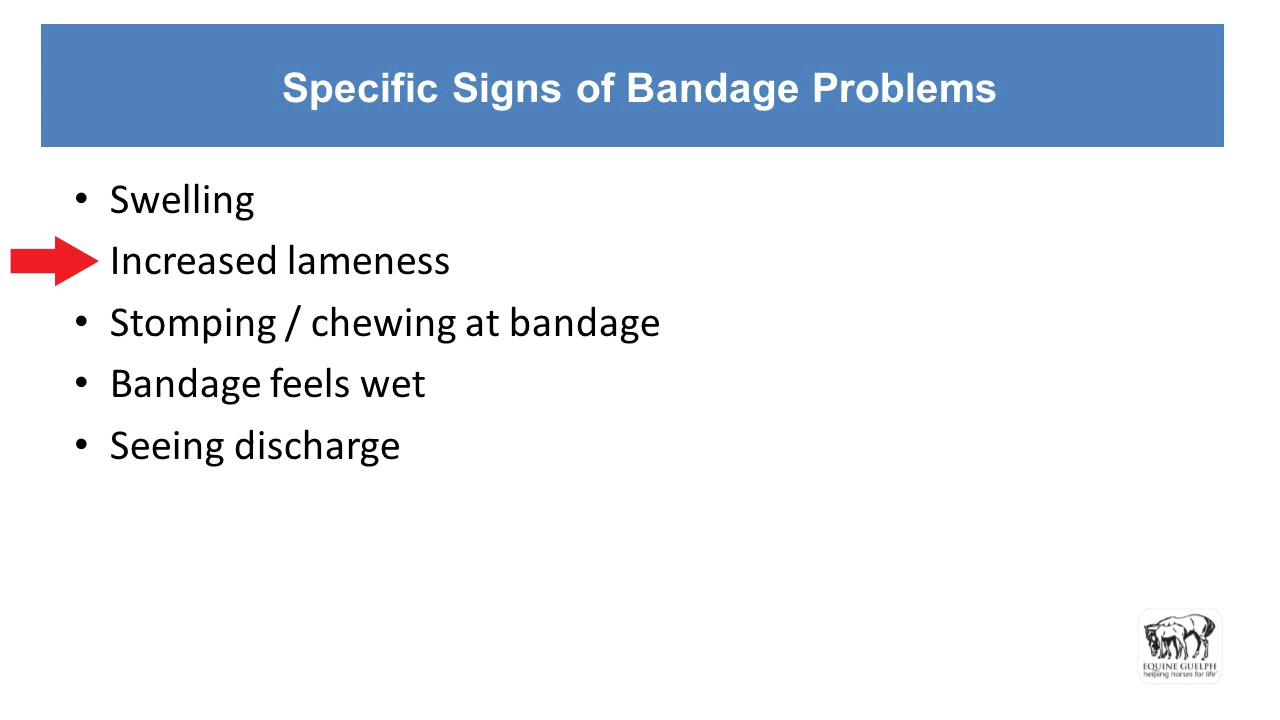 Specific Signs of Bandage Problems
• Swelling
Increased lameness
• Stomping / chewing at bandage
• Bandage feels wet
• Seeing discharge
EQUINE GUELPH
helping horses for life